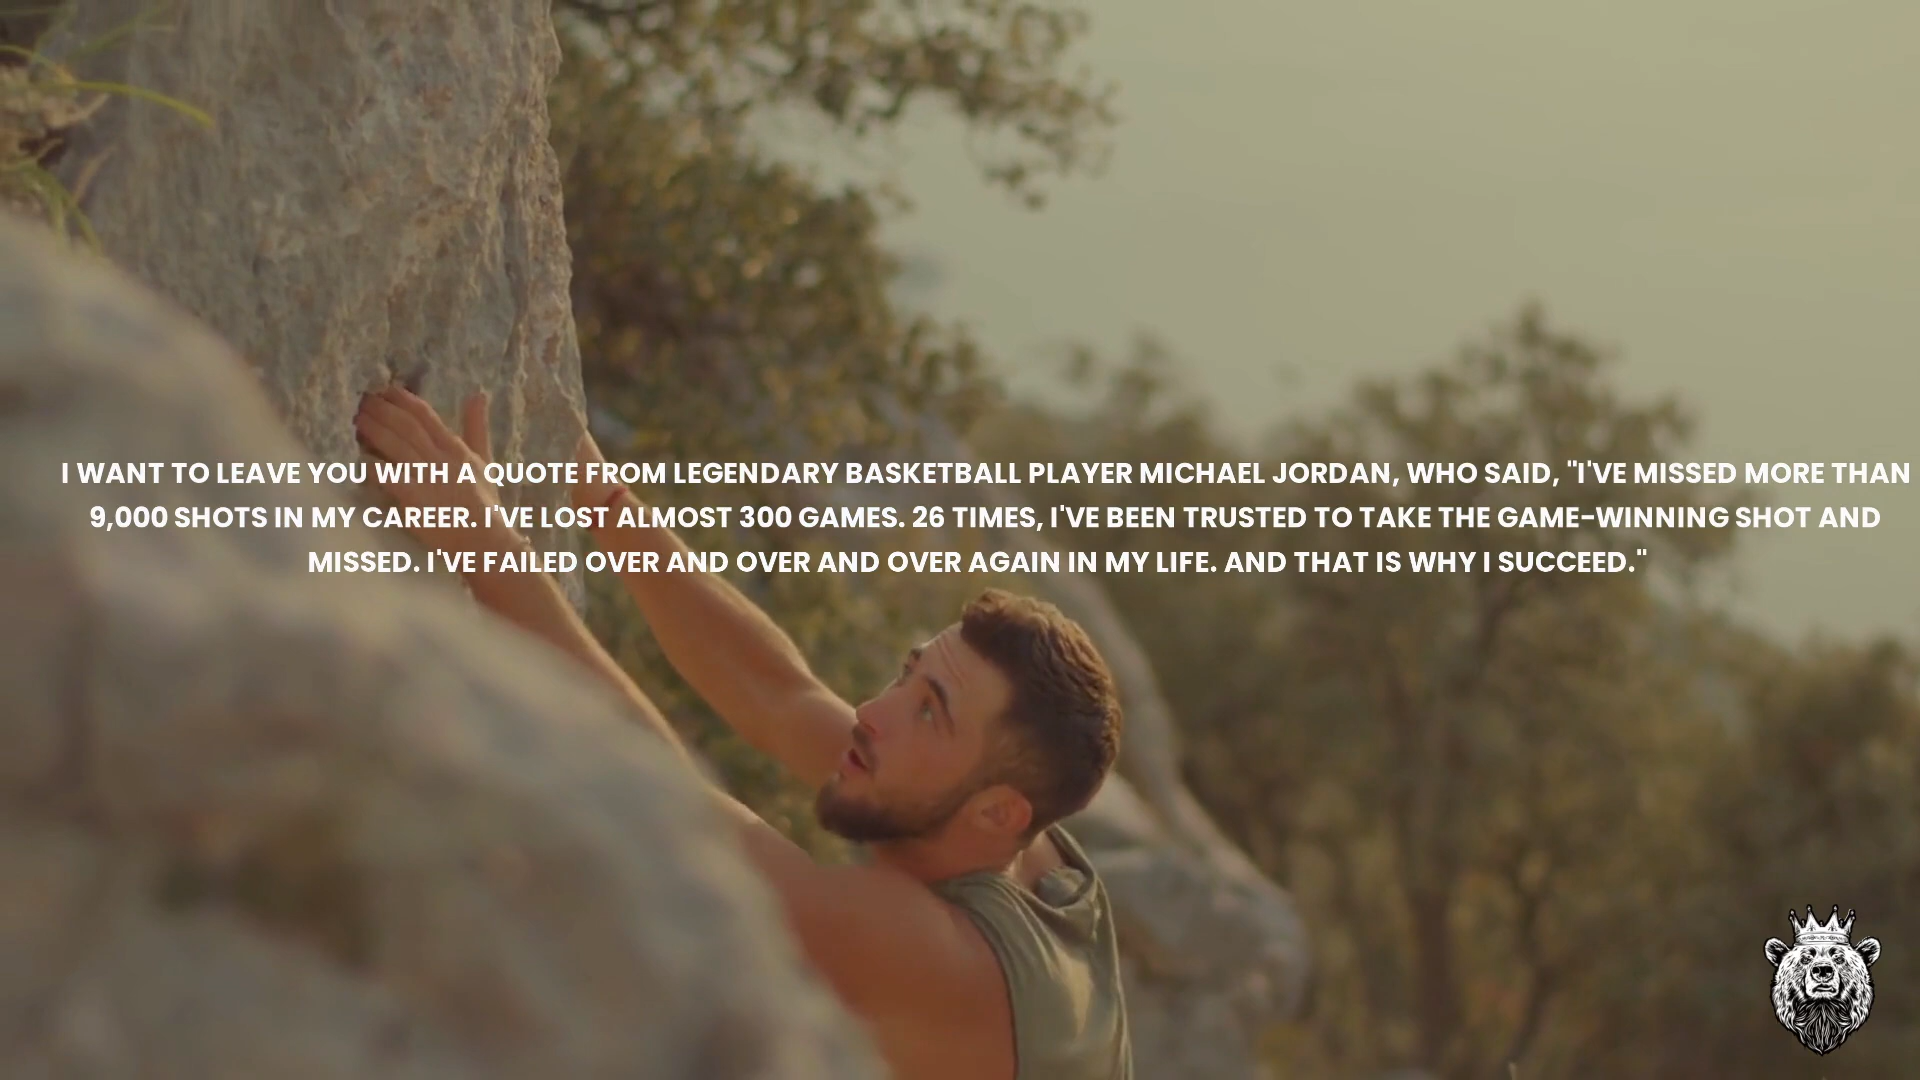 I WANT TO LEAVE YOU WITH A QUOTE FROM LEGENDARY BASKETBALL PLAYER MICHAEL JORDAN, WHO SAID, "I'VE MISSED MORE THAN
9,000 SHOTS IN MY CAREER. I'VE LOST ALMOST 300 GAMES. 26 TIMES, I'VE BEEN TRUSTED TO TAKE THE GAME-WINNING SHOT AND
MISSED. I'VE FAILED OVER AND OVER AND OVER AGAIN IN MY LIFE. AND THAT IS WHY I SUCCEED."